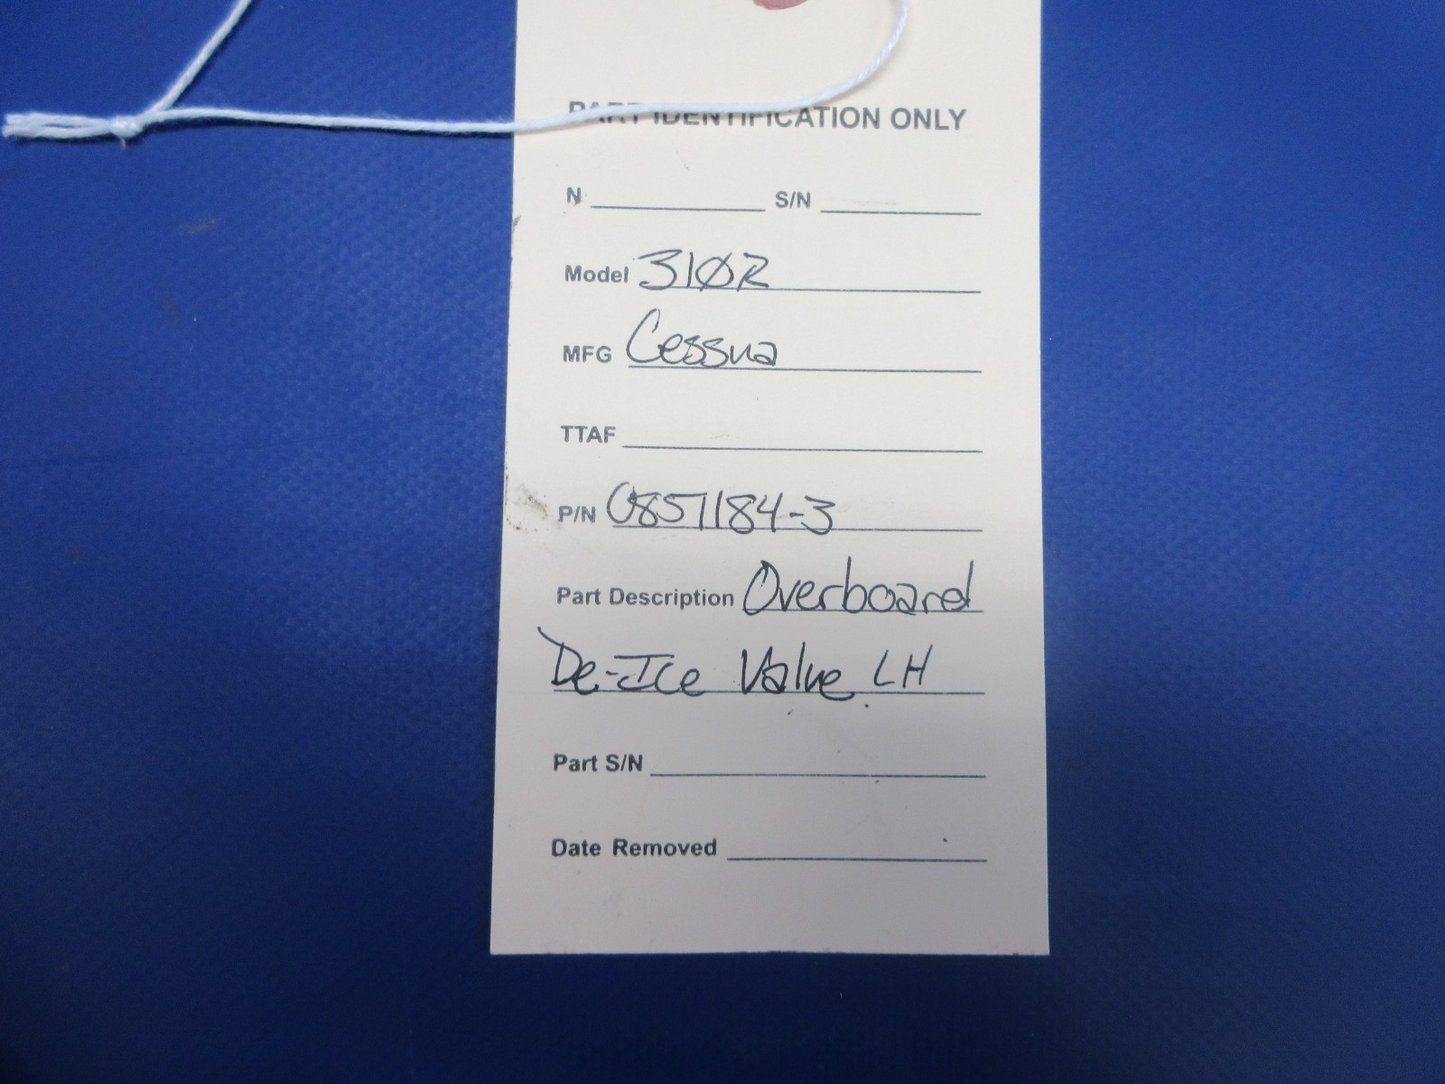 PART IDENTIFICATION ONLY
N S/N
Model 310R
MFG Cessna
TTAF
P/N 0851184-3
Part Description Overboard
De-Ice Valve LH
Part S/N
Date Removed